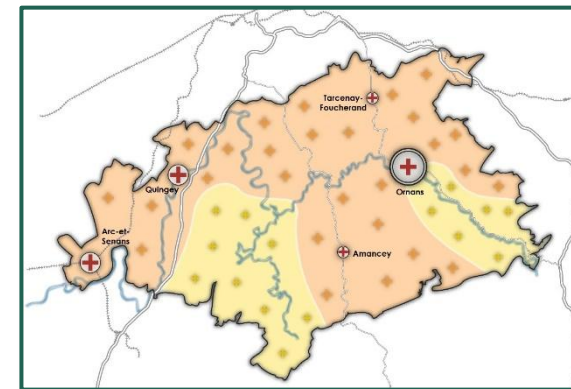 Tarcenay-
Foucherand
Quingey
Ornans
Arc-et-
Senans
Amancey